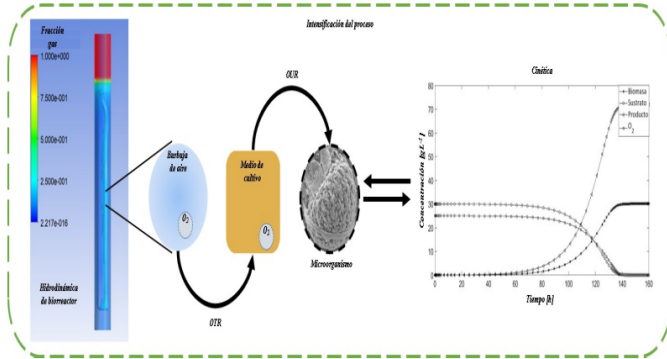 Intensificación del proceso
Fracción
gas
1.000e+000
7.500e-001
5.000e-001
2.500e-001
2.217e-016
Hidrodinámica
de biorreactor
Burbuja
de aire
O2
OTR
Medio de
cultivo
O2
OUR
Microorganismo
Cinética
Concentración [gL-1]
80
70
60
50
40
30
20
10
0
0 20 40 60 80 100 120 140 160
Tiempo [h]
Biomasa
Sustrato
Producto
O2